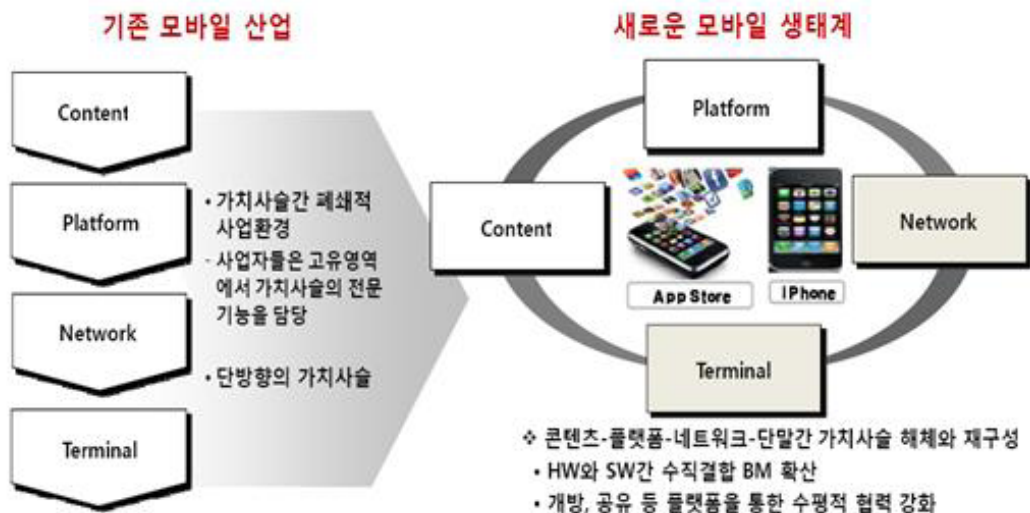 기존 모바일 산업
Content
Platform
Network
Terminal
• 가치사슬간 폐쇄적
사업환경
- 사업자들은 고유영역
에서 가치사슬의 전문
기능을 담당
• 단방향의 가치사슬
새로운 모바일 생태계
Platform
Content
Network
App Store
IPhone
Terminal
❖ 콘텐츠-플랫폼-네트워크-단말간 가치사슬 해체와 재구성
• HW와 SW간 수직결합 BM 확산
• 개방, 공유 등 플랫폼을 통한 수평적 협력 강화